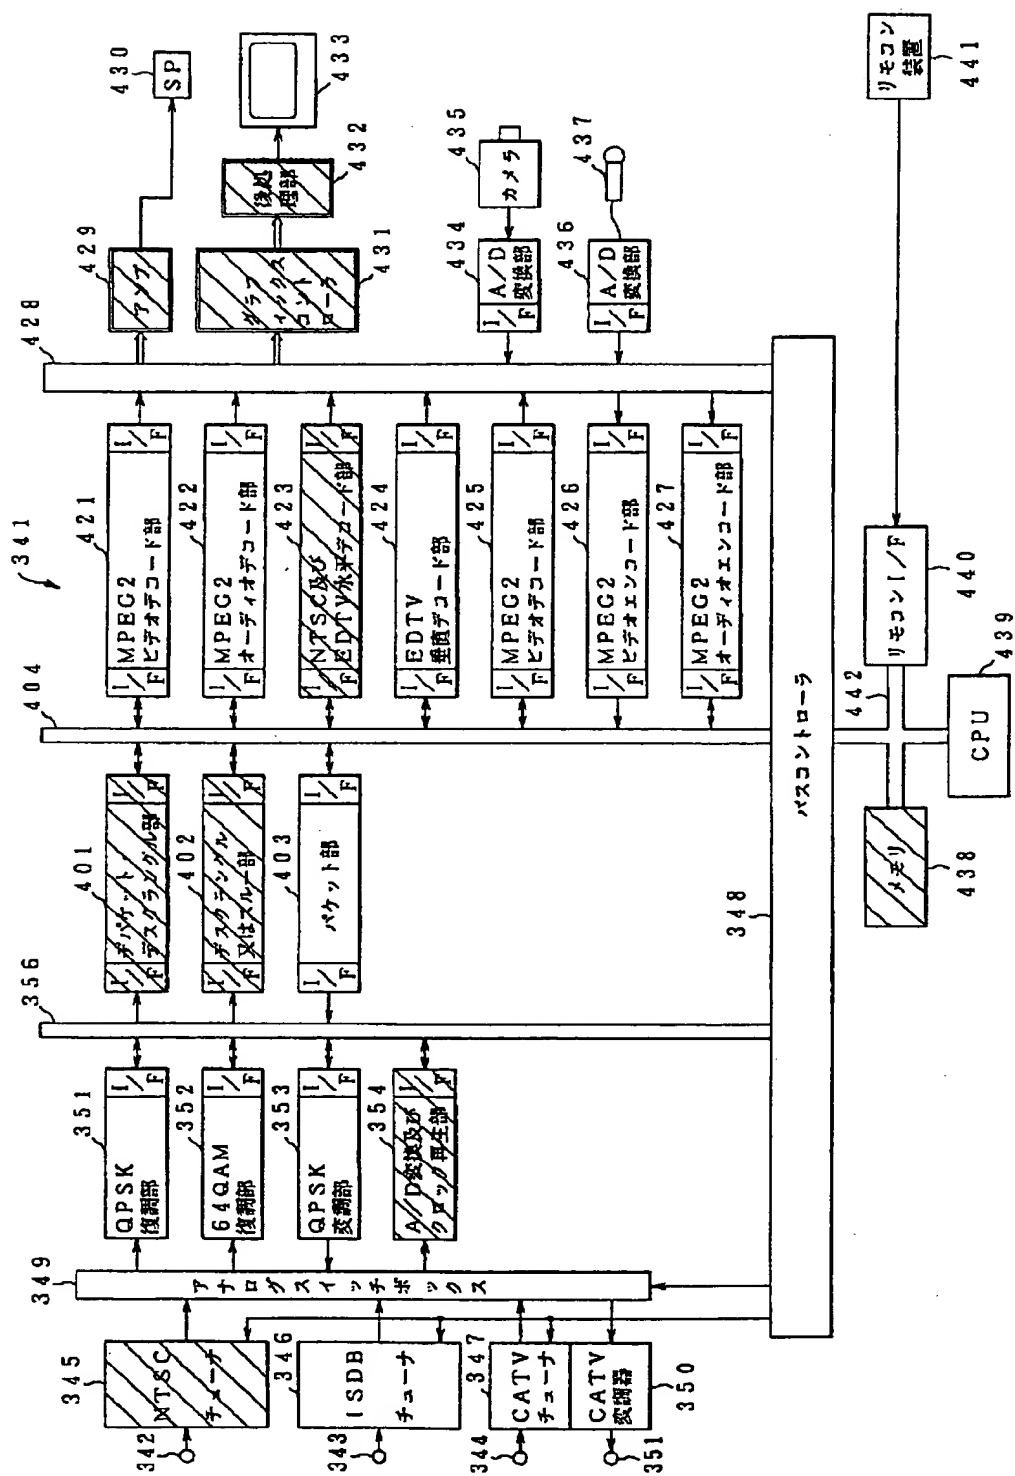 341
342
343
344
351
345
NTSC
チューナ
346
ISDB
チューナ
347
CATV
チューナ
CATV
変調器
350
349
アナログスイッチボックス
351
QPSK
復調部
I/F
352
64QAM
復調部
I/F
353
QPSK
変調部
I/F
354
A/D変換及び
クロック再生部
I/F
356
401
I/F
デパケット
デスクランブル部
I/F
402
I/F
デスクランブル
又はスルー部
I/F
403
I/F
パケット部
I/F
404
421
I/F
MPEG2
ビデオデコード部
I/F
422
I/F
MPEG2
オーディオデコード部
I/F
423
I/F
NTSC及び
EDTV水平デコード部
I/F
424
I/F
EDTV
垂直デコード部
I/F
425
I/F
MPEG2
ビデオデコード部
I/F
426
I/F
MPEG2
ビデオエンコード部
I/F
427
I/F
MPEG2
オーディオエンコード部
I/F
428
429
アンプ
430
SP
431
グラフ
ィックス
コント
ローラ
432
後処
理部
433
434
I/F
A/D
変換部
435
カメラ
436
I/F
A/D
変換部
437
348
バスコントローラ
438
メモリ
442
439
CPU
440
リモコンI/F
441
リモコン
装置